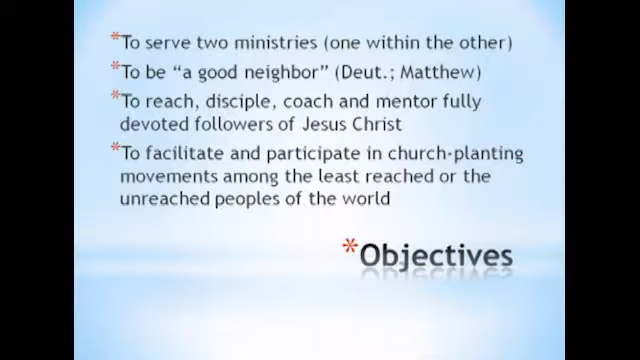 *To serve two ministries (one within the other)
*To be “a good neighbor” (Deut.; Matthew)
*To reach, disciple, coach and mentor fully
devoted followers of Jesus Christ
*To facilitate and participate in church-planting
movements among the least reached or the
unreached peoples of the world
*Objectives